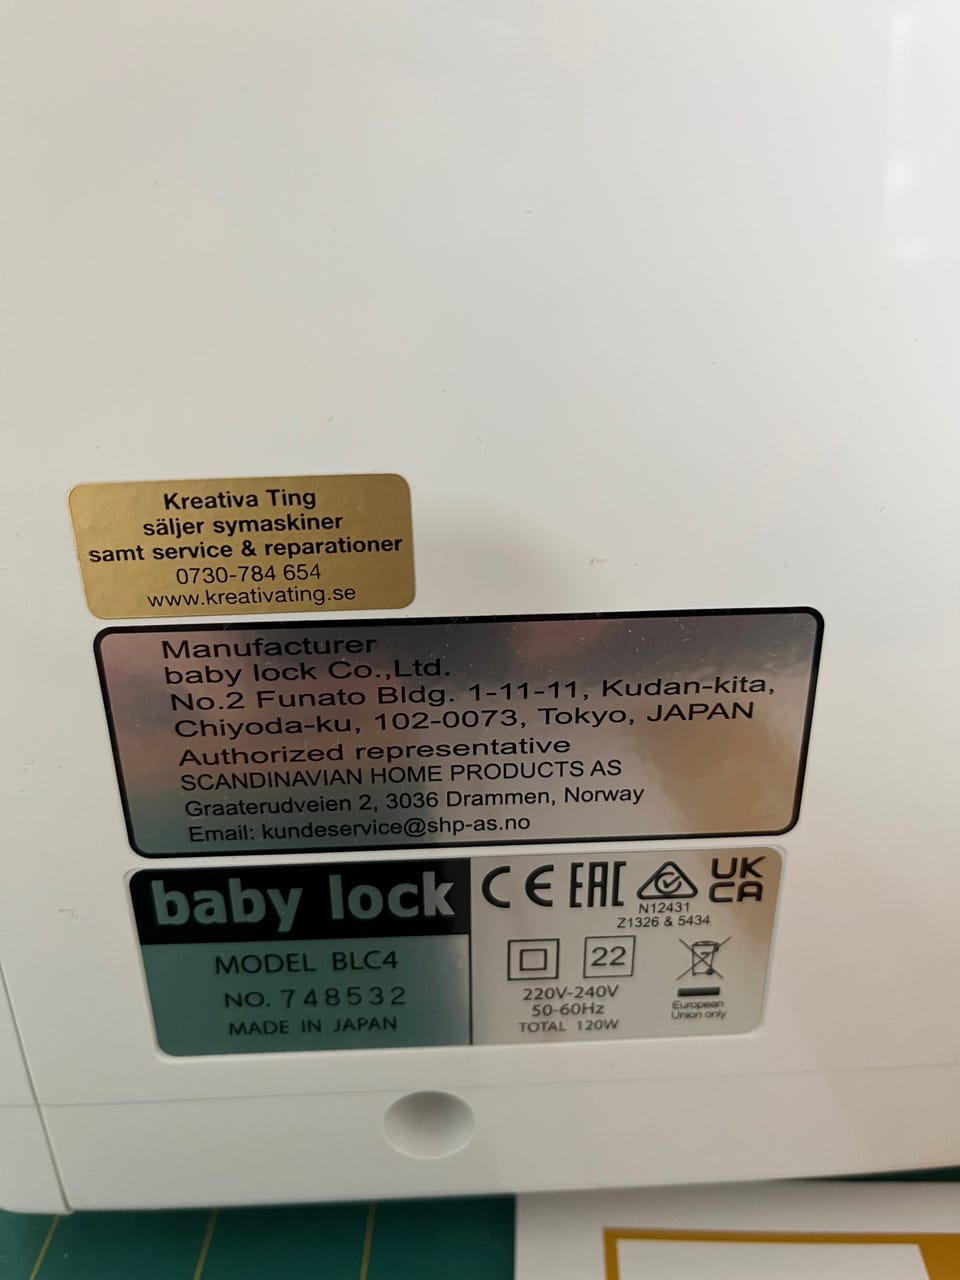 Kreativa Ting
säljer symaskiner
samt service & reparationer
0730-784 654
www.kreativating.se
Manufacturer
baby lock Co.,Ltd.
No.2 Funato Bldg. 1-11-11, Kudan-kita,
Chiyoda-ku, 102-0073, Tokyo, JAPAN
Authorized representative
SCANDINAVIAN HOME PRODUCTS AS
Graaterudveien 2, 3036 Drammen, Norway
Email: kundeservice@shp-as.no
baby lock
MODEL BLC4
NO. 748532
MADE IN JAPAN
CE EAC UK
CA
N12431
Z1326 & 5434
22
220V-240V
50-60Hz
TOTAL 120W
European
Union only